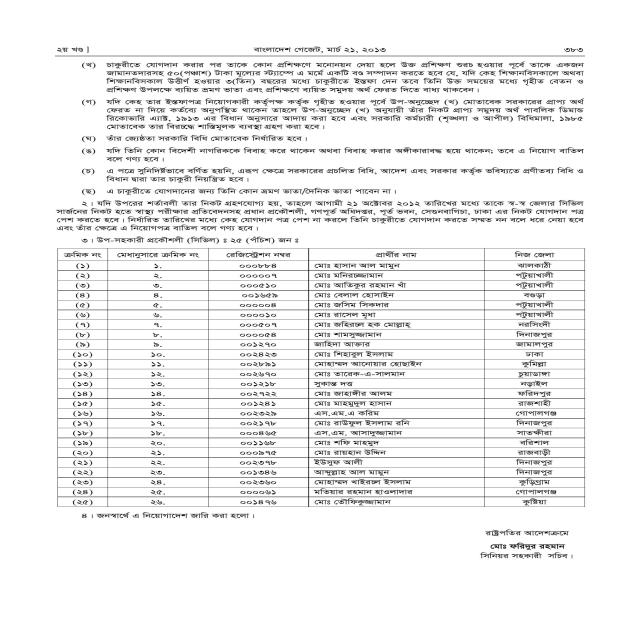 ২য় খণ্ড ] বাংলাদেশ গেজেট, মার্চ ২১, ২০১৩ ৩৮৩
(খ) চাকুরীতে যোগদান করার পর তাকে কোন প্রশিক্ষণে মনোনয়ন দেয়া হলে উক্ত প্রশিক্ষণ শুরচ হওয়ার পূর্বে তাকে একজন
জামানতদারসহ ৫০(পঞ্চাশ) টাকা মূল্যের স্ট্যাম্পে এ মর্মে একটি বণ্ড সম্পাদন করতে হবে যে, যদি কেহ শিক্ষানবিসকালে অথবা
শিক্ষানবিসকাল উত্তীর্ণ হওয়ার ৩(তিন) বছরের মধ্যে চাকুরীতে ইস্তফা দেন তবে তিনি উক্ত সময়ের মধ্যে গৃহীত বেতন ও
প্রশিক্ষণ উপলক্ষে ব্যয়িত ভ্রমণ ভাতা এবং প্রশিক্ষণে ব্যয়িত সমুদয় অর্থ ফেরত দিতে বাধ্য থাকবেন।
(গ) যদি কেহ তার ইস্তফাপত্র নিয়োগকারী কর্তৃপক্ষ কর্তৃক গৃহীত হওয়ার পূর্বে উপ-অনুচ্ছেদ (খ) মোতাবেক সরকারের প্রাপ্য অর্থ
ফেরত না দিয়ে কর্তব্যে অনুপস্থিত থাকেন তাহলে উপ-অনুচ্ছেদ (খ) অনুযায়ী তাঁর নিকট প্রাপ্য সমুদয় অর্থ পাবলিক ডিমান্ড
রিকোভারি এ্যাক্ট, ১৯১৩ এর বিধান অনুসারে আদায় করা হবে এবং সরকারি কর্মচারী (শৃঙ্খলা ও আপীল) বিধিমালা, ১৯৮৫
মোতাবেক তার বিরুদ্ধে শাস্তিমূলক ব্যবস্থা গ্রহণ করা হবে।
(ঘ) তাঁর জ্যেষ্ঠতা সরকারি বিধি মোতাবেক নির্ধারিত হবে।
(ঙ) যদি তিনি কোন বিদেশী নাগরিককে বিবাহ করে থাকেন অথবা বিবাহ করার অঙ্গীকারাবদ্ধ হয়ে থাকেন; তবে এ নিয়োগ বাতিল
বলে গণ্য হবে।
(চ) এ পত্রে সুনির্দিষ্টভাবে বর্ণিত হয়নি, এরূপ ক্ষেত্রে সরকারের প্রচলিত বিধি, আদেশ এবং সরকার কর্তৃক ভবিষ্যতে প্রণীতব্য বিধি ও
বিধান দ্বারা তার চাকুরী নিয়ন্ত্রিত হবে।
(ছ) এ চাকুরীতে যোগদানের জন্য তিনি কোন ভ্রমণ ভাতা/দৈনিক ভাতা পাবেন না।
২। যদি উপরের শর্তাবলী তার নিকট গ্রহণযোগ্য হয়, তাহলে আগামী ২১ অক্টোবর ২০১২ তারিখের মধ্যে তাকে স্ব-স্ব জেলার সিভিল
সার্জনের নিকট হতে স্বাস্থ্য পরীক্ষার প্রতিবেদনসহ প্রধান প্রকৌশলী, গণপূর্ত অধিদপ্তর, পূর্ত ভবন, সেগুনবাগিচা, ঢাকা এর নিকট যোগদান পত্র
পেশ করতে হবে। নির্ধারিত তারিখের মধ্যে কেহ যোগদান পত্র পেশ না করলে তিনি চাকুরীতে যোগদান করতে সম্মত নন বলে ধরে নেয়া হবে
এবং তাঁর ক্ষেত্রে এ নিয়োগপত্র বাতিল বলে গণ্য হবে।
৩। উপ-সহকারী প্রকৌশলী (সিভিল) ঃ ২৫ (পঁচিশ) জন ঃ
ক্রমিক নং মেধানুসারে ক্রমিক নং রেজিস্ট্রেশন নম্বর প্রার্থীর নাম নিজ জেলা
(১) ১. ০০০৮৮৪ মোঃ হাসান আল মামুন ঝালকাঠী
(২) ২. ০০০০০৭ মোঃ মনিরুজ্জামান পটুয়াখালী
(৩) ৩. ০০০৫১০ মোঃ আতিকুর রহমান খাঁ পটুয়াখালী
(৪) ৪. ০০১৬৫৯ মোঃ বেলাল হোসাইন বগুড়া
(৫) ৫. ০০০০০৪ মোঃ জসিম সিকদার পটুয়াখালী
(৬) ৬. ০০০০১০ মোঃ রাসেল মৃধা পটুয়াখালী
(৭) ৭. ০০০৫০৭ মোঃ জহিরচল হক মোল্লাহ্ নরসিংদী
(৮) ৮. ০০০০৫৪ মোঃ শামসুজ্জামান দিনাজপুর
(৯) ৯. ০০১২৭০ জাহিদা আক্তার জামালপুর
(১০) ১০. ০০২৪২৩ মোঃ শিহাবুল ইসলাম ঢাকা
(১১) ১১. ০০২৮৯১ মোহাম্মদ আনোয়ার হোছাইন কুমিল্লা
(১২) ১২. ০০২৬৭০ মোঃ তারেক-এ-সালমান চুয়াডাঙ্গা
(১৩) ১৩. ০০১২১৮ সুকান্ত দত্ত নড়াইল
(১৪) ১৪. ০০২৭২২ মোঃ জাহাঙ্গীর আলম ফরিদপুর
(১৫) ১৫. ০০১২৪১ মোঃ মাহমুদুল হাসান রাজশাহী
(১৬) ১৬. ০০২৩২৯ এস.এম.এ করিম গোপালগঞ্জ
(১৭) ১৭. ০০২১৭৮ মোঃ রাউফুল ইসলাম রনি দিনাজপুর
(১৮) ১৮. ০০০৪৬৫ এস.এম. আসাদুজ্জামান সাতক্ষীরা
(১৯) ২০. ০০১১৬৮ মোঃ শফি মাহমুদ বরিশাল
(২০) ২১. ০০০৯৭৫ মোঃ রায়হান উদ্দিন রাজবাড়ী
(২১) ২২. ০০২৩৭৮ ইউসুফ আলী দিনাজপুর
(২২) ২৩. ০০১৩৪৬ আব্দুল্লাহ আল মামুন দিনাজপুর
(২৩) ২৪. ০০২৩৬০ মোহাম্মদ খাইরুল ইসলাম কুড়িগ্রাম
(২৪) ২৫. ০০০০৬১ মতিয়ার রহমান হাওলাদার গোপালগঞ্জ
(২৫) ২৬. ০০১৪৭৬ মোঃ তৌফিকুজ্জামান কুষ্টিয়া
৪। জনস্বার্থে এ নিয়োগাদেশ জারি করা হলো।
রাষ্ট্রপতির আদেশক্রমে
মোঃ ফরিদুর রহমান
সিনিয়র সহকারী সচিব।